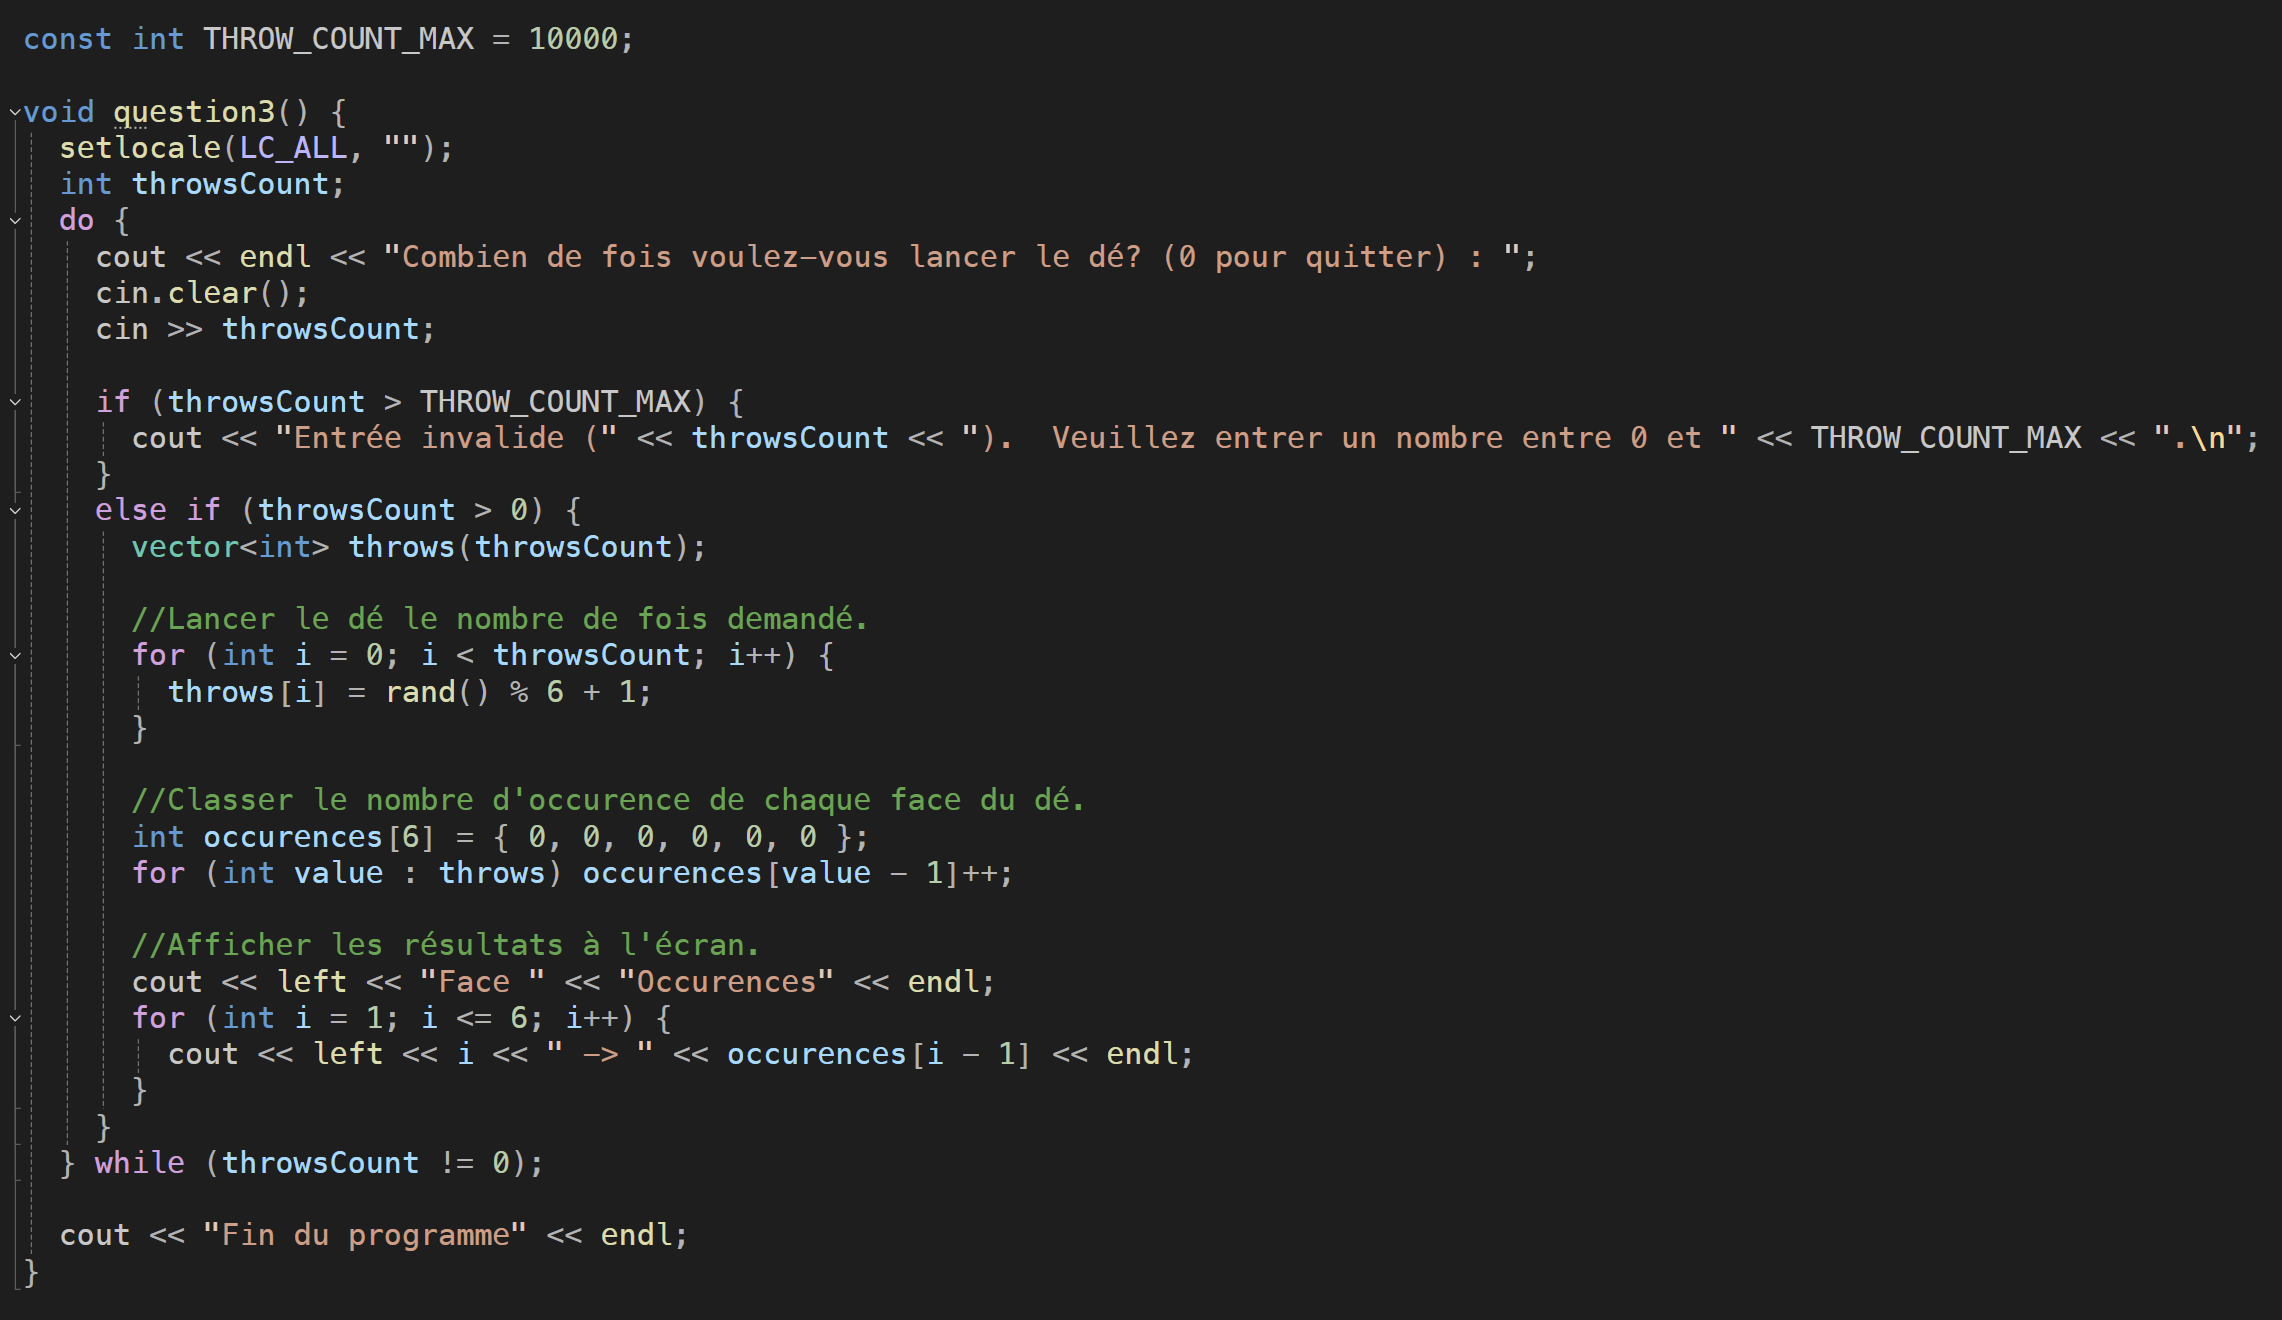 const int THROW_COUNT_MAX = 10000;
void question3() {
setlocale(LC_ALL, "");
int throwsCount;
do {
cout << endl << "Combien de fois voulez-vous lancer le dé? (0 pour quitter) : ";
cin.clear();
cin >> throwsCount;
if (throwsCount > THROW_COUNT_MAX) {
cout << "Entrée invalide (" << throwsCount << ").  Veuillez entrer un nombre entre 0 et " << THROW_COUNT_MAX << ".\n";
}
else if (throwsCount > 0) {
vector<int> throws(throwsCount);
//Lancer le dé le nombre de fois demandé.
for (int i = 0; i < throwsCount; i++) {
throws[i] = rand() % 6 + 1;
}
//Classer le nombre d'occurence de chaque face du dé.
int occurences[6] = { 0, 0, 0, 0, 0, 0 };
for (int value : throws) occurences[value - 1]++;
//Afficher les résultats à l'écran.
cout << left << "Face " << "Occurences" << endl;
for (int i = 1; i <= 6; i++) {
cout << left << i << " -> " << occurences[i - 1] << endl;
}
}
} while (throwsCount != 0);
cout << "Fin du programme" << endl;
}